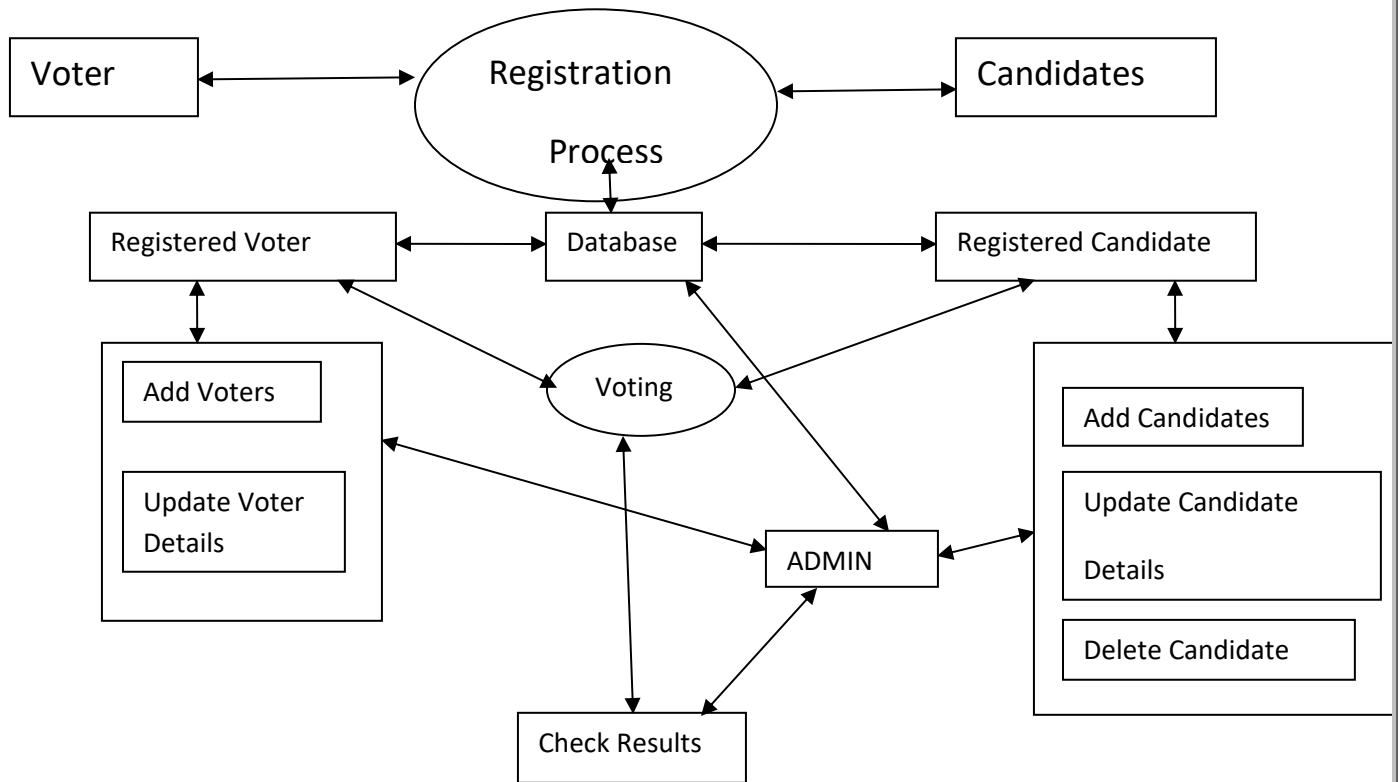 Voter
Registration
Process
Candidates
Registered Voter
Database
Registered Candidate
Add Voters
Update Voter
Details
Voting
Add Candidates
Update Candidate
Details
Delete Candidate
ADMIN
Check Results